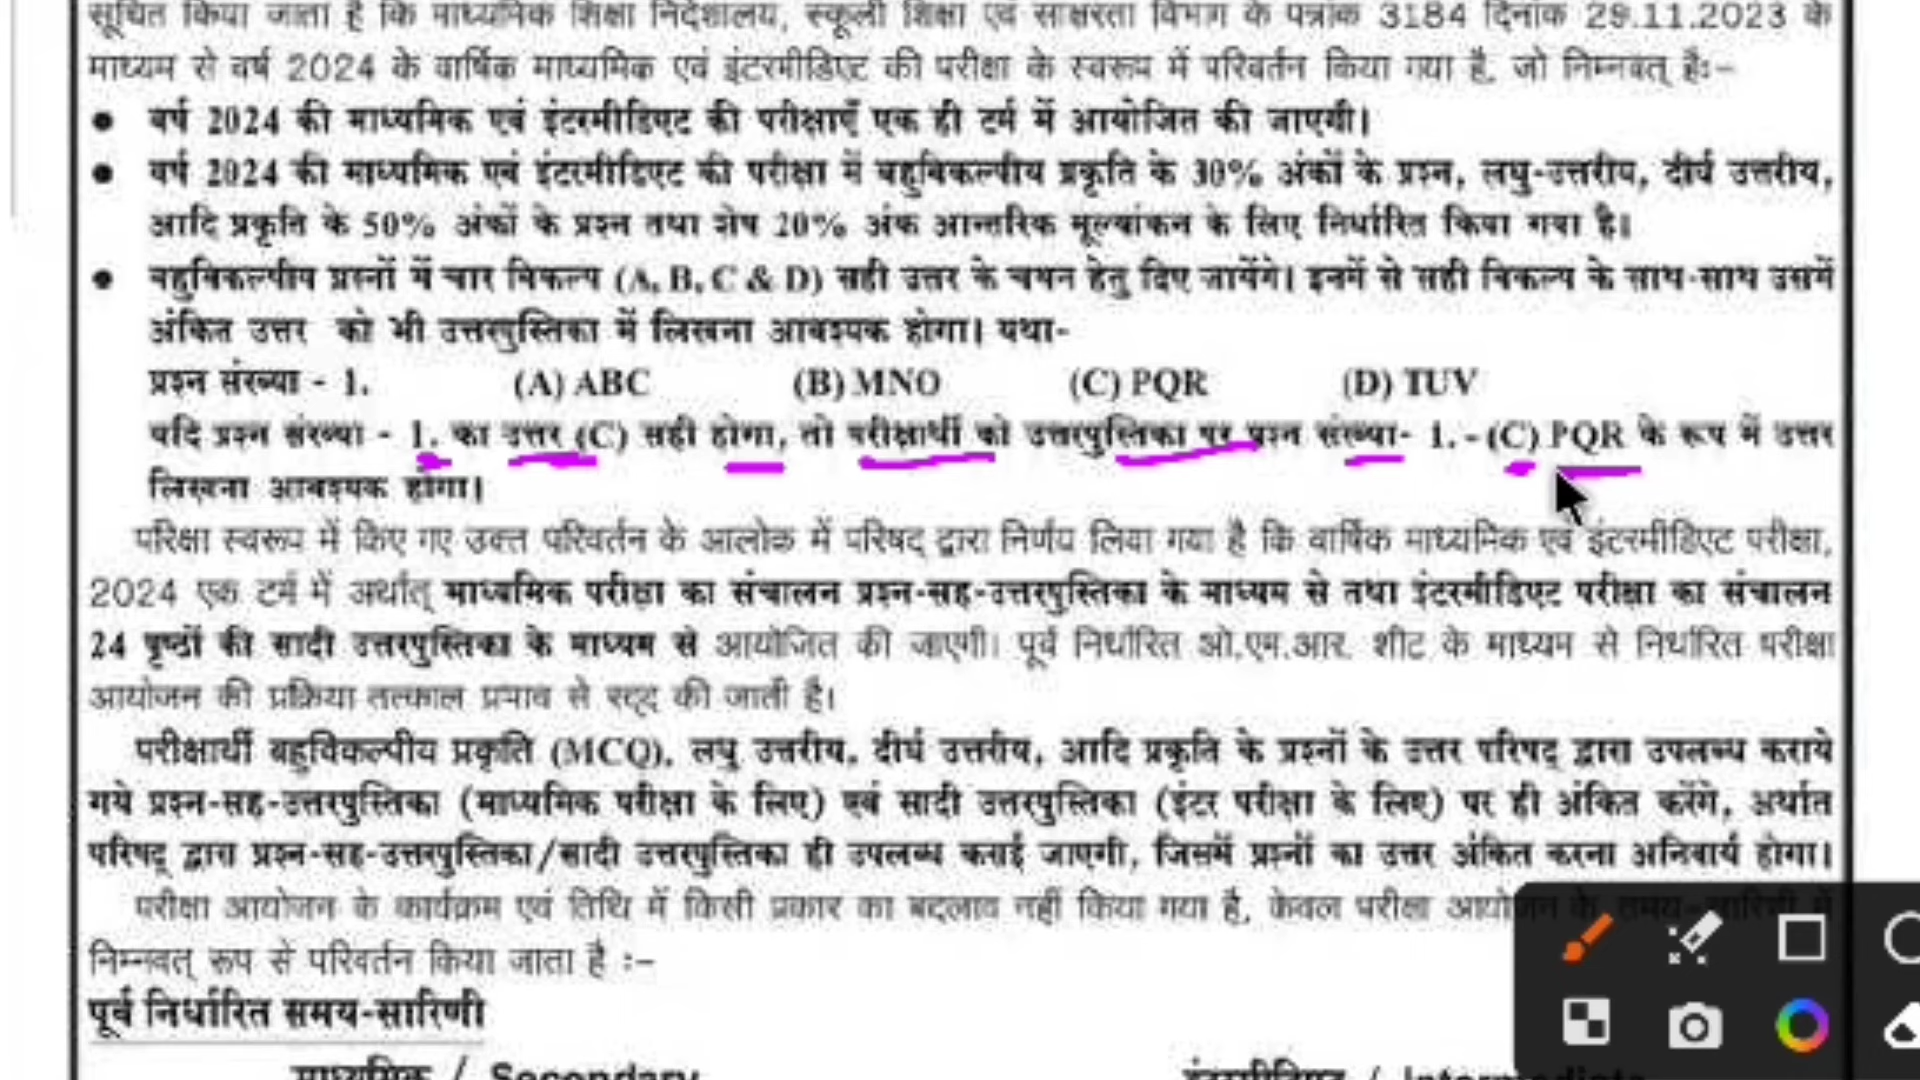 सूचित किया जाता है कि माध्यमिक शिक्षा निदेशालय, स्कूली शिक्षा एवं साक्षरता विभाग के पत्रांक 3184 दिनांक 29.11.2023 के
माध्यम से वर्ष 2024 के वार्षिक माध्यमिक एवं इंटरमीडिएट की परीक्षा के स्वरूप में परिवर्तन किया गया है, जो निम्नवत् हैः–
● वर्ष 2024 की माध्यमिक एवं इंटरमीडिएट की परीक्षाएँ एक ही टर्म में आयोजित की जाएगी।
● वर्ष 2024 की माध्यमिक एवं इंटरमीडिएट की परीक्षा में बहुविकल्पीय प्रकृति के 30% अंकों के प्रश्न, लघु-उत्तरीय, दीर्घ उत्तरीय,
आदि प्रकृति के 50% अंकों के प्रश्न तथा शेष 20% अंक आन्तरिक मूल्यांकन के लिए निर्धारित किया गया है।
● बहुविकल्पीय प्रश्नों में चार विकल्प (A, B, C & D) सही उत्तर के चयन हेतु दिए जायेंगे। इनमें से सही विकल्प के साथ-साथ उसमें
अंकित उत्तर को भी उत्तरपुस्तिका में लिखना आवश्यक होगा। यथा-
प्रश्न संख्या - 1. (A) ABC (B) MNO (C) PQR (D) TUV
यदि प्रश्न संख्या - 1. का उत्तर (C) सही होगा, तो परीक्षार्थी को उत्तरपुस्तिका पर प्रश्न संख्या- 1. - (C) PQR के रूप में उत्तर
लिखना आवश्यक होगा।
परिक्षा स्वरूप में किए गए उक्त परिवर्तन के आलोक में परिषद् द्वारा निर्णय लिया गया है कि वार्षिक माध्यमिक एवं इंटरमीडिएट परीक्षा,
2024 एक टर्म में अर्थात् माध्यमिक परीक्षा का संचालन प्रश्न-सह-उत्तरपुस्तिका के माध्यम से तथा इंटरमीडिएट परीक्षा का संचालन
24 पृष्ठों की सादी उत्तरपुस्तिका के माध्यम से आयोजित की जाएगी। पूर्व निर्धारित ओ.एम.आर. शीट के माध्यम से निर्धारित परीक्षा
आयोजन की प्रक्रिया तत्काल प्रभाव से रद्द की जाती है।
परीक्षार्थी बहुविकल्पीय प्रकृति (MCQ), लघु उत्तरीय, दीर्घ उत्तरीय, आदि प्रकृति के प्रश्नों के उत्तर परिषद् द्वारा उपलब्ध कराये
गये प्रश्न-सह-उत्तरपुस्तिका (माध्यमिक परीक्षा के लिए) एवं सादी उत्तरपुस्तिका (इंटर परीक्षा के लिए) पर ही अंकित करेंगे, अर्थात
परिषद् द्वारा प्रश्न-सह-उत्तरपुस्तिका/सादी उत्तरपुस्तिका ही उपलब्ध कराई जाएगी, जिसमें प्रश्नों का उत्तर अंकित करना अनिवार्य होगा।
परीक्षा आयोजन के कार्यक्रम एवं तिथि में किसी प्रकार का बदलाव नहीं किया गया है, केवल परीक्षा आयोजन के समय-सारिणी में
निम्नवत् रूप से परिवर्तन किया जाता है :–
पूर्व निर्धारित समय-सारिणी
माध्यमिक / Secondary इंटरमीडिएट / Intermediate